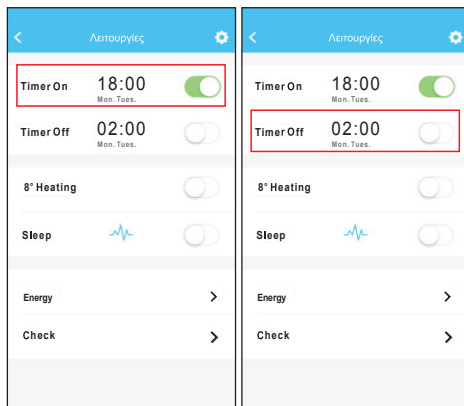 Λειτουργίες
Timer On 18:00
Mon. Tues.
Timer Off 02:00
Mon. Tues.
8° Heating
Sleep
Energy
Check
Λειτουργίες
Timer On 18:00
Mon. Tues.
Timer Off 02:00
Mon. Tues.
8° Heating
Sleep
Energy
Check